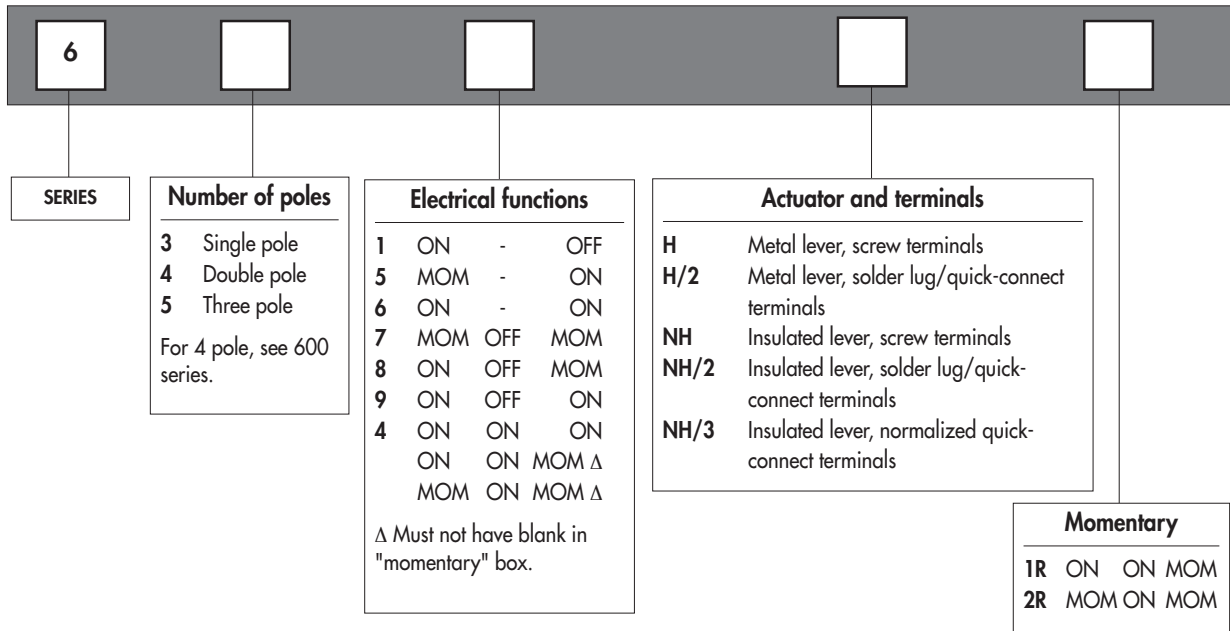 6
SERIES
Number of poles
3 Single pole
4 Double pole
5 Three pole
For 4 pole, see 600
series.
Electrical functions
1 ON - OFF
5 MOM - ON
6 ON - ON
7 MOM OFF MOM
8 ON OFF MOM
9 ON OFF ON
4 ON ON ON
ON ON MOM Δ
MOM ON MOM Δ
Δ Must not have blank in
"momentary" box.
Actuator and terminals
H Metal lever, screw terminals
H/2 Metal lever, solder lug/quick-connect
terminals
NH Insulated lever, screw terminals
NH/2 Insulated lever, solder lug/quick-
connect terminals
NH/3 Insulated lever, normalized quick-
connect terminals
Momentary
1R ON ON MOM
2R MOM ON MOM